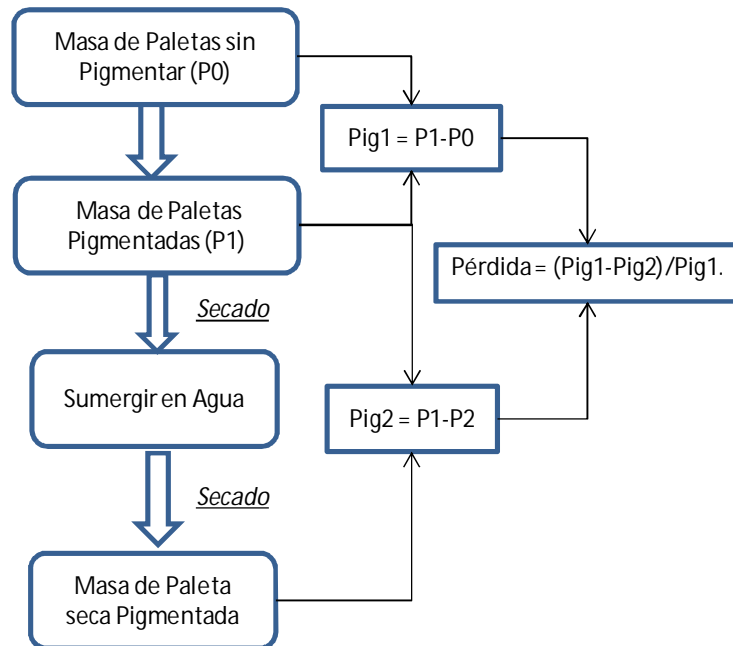 Masa de Paletas sin
Pigmentar (P0)
Pig1 = P1-P0
Masa de Paletas
Pigmentadas (P1)
Pérdida = (Pig1-Pig2)/Pig1.
Secado
Sumergir en Agua
Pig2 = P1-P2
Secado
Masa de Paleta
seca Pigmentada